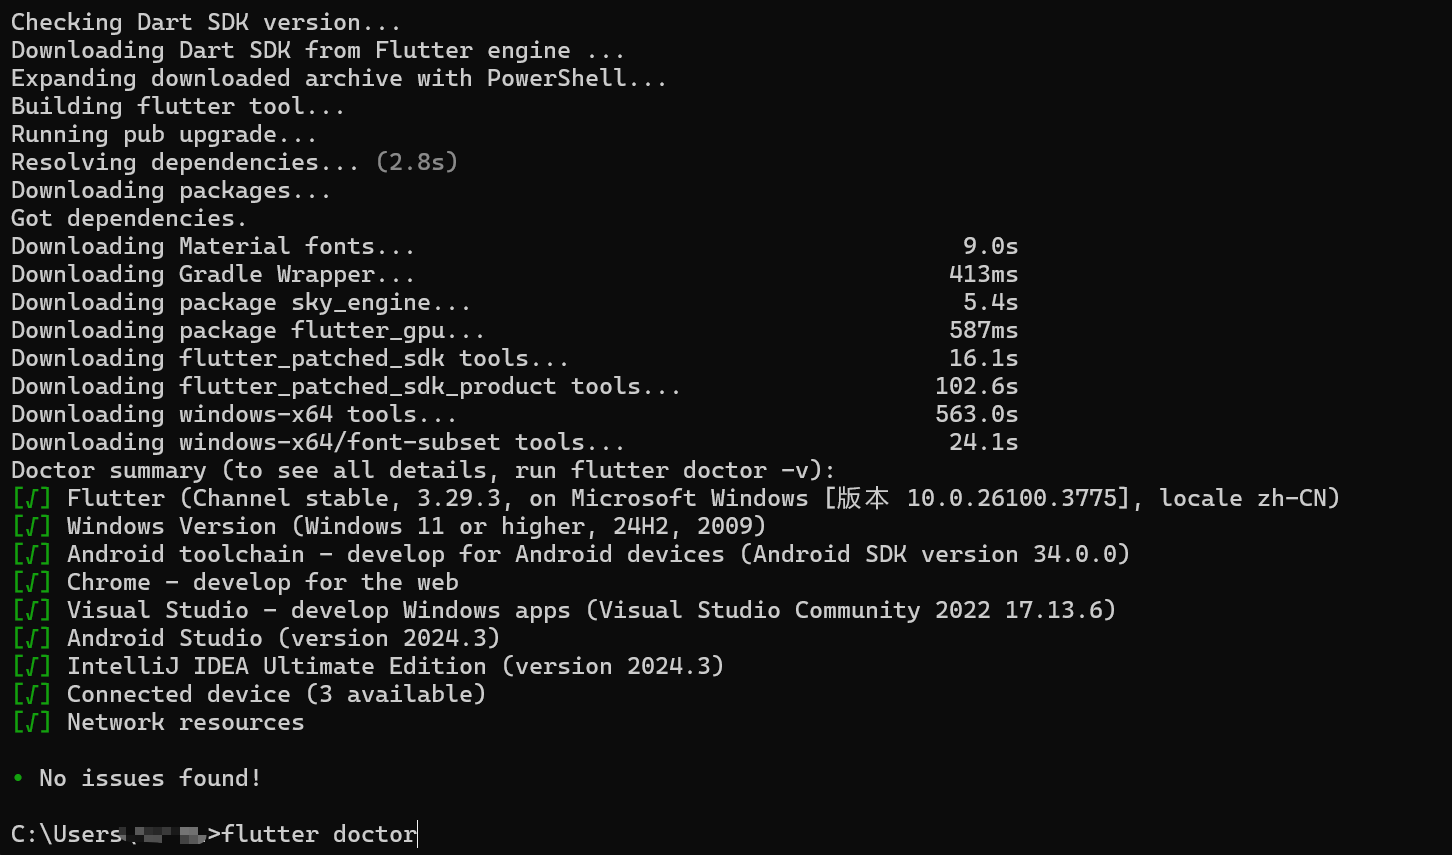 Checking Dart SDK version...
Downloading Dart SDK from Flutter engine ...
Expanding downloaded archive with PowerShell...
Building flutter tool...
Running pub upgrade...
Resolving dependencies... (2.8s)
Downloading packages...
Got dependencies.
Downloading Material fonts... 9.0s
Downloading Gradle Wrapper... 413ms
Downloading package sky_engine... 5.4s
Downloading package flutter_gpu... 587ms
Downloading flutter_patched_sdk tools... 16.1s
Downloading flutter_patched_sdk_product tools... 102.6s
Downloading windows-x64 tools... 563.0s
Downloading windows-x64/font-subset tools... 24.1s
Doctor summary (to see all details, run flutter doctor -v):
[√] Flutter (Channel stable, 3.29.3, on Microsoft Windows [版本 10.0.26100.3775], locale zh-CN)
[√] Windows Version (Windows 11 or higher, 24H2, 2009)
[√] Android toolchain - develop for Android devices (Android SDK version 34.0.0)
[√] Chrome - develop for the web
[√] Visual Studio - develop Windows apps (Visual Studio Community 2022 17.13.6)
[√] Android Studio (version 2024.3)
[√] IntelliJ IDEA Ultimate Edition (version 2024.3)
[√] Connected device (3 available)
[√] Network resources
• No issues found!
C:\Users\>flutter doctor